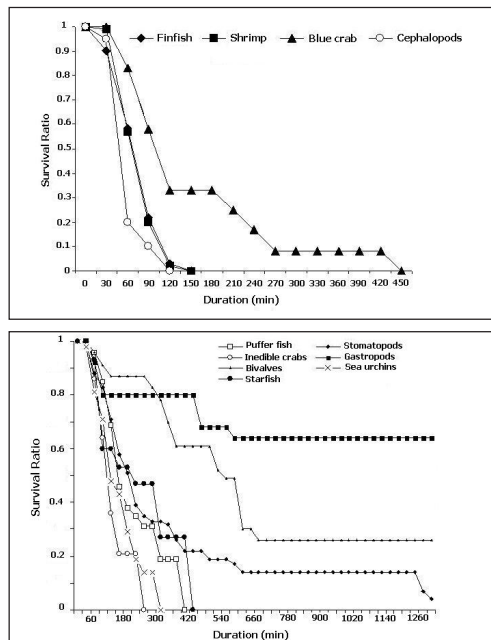 Finfish Shrimp Blue crab Cephalopods
Survival Ratio
1
0.9
0.8
0.7
0.6
0.5
0.4
0.3
0.2
0.1
0
0 30 60 90 120 150 180 210 240 270 300 330 360 390 420 450
Duration (min)
Puffer fish Stomatopods
Inedible crabs Gastropods
Bivalves Sea urchins
Starfish
Survival Ratio
1
0.8
0.6
0.4
0.2
0
60 180 300 420 540 660 780 900 1020 1140 1260
Duration (min)